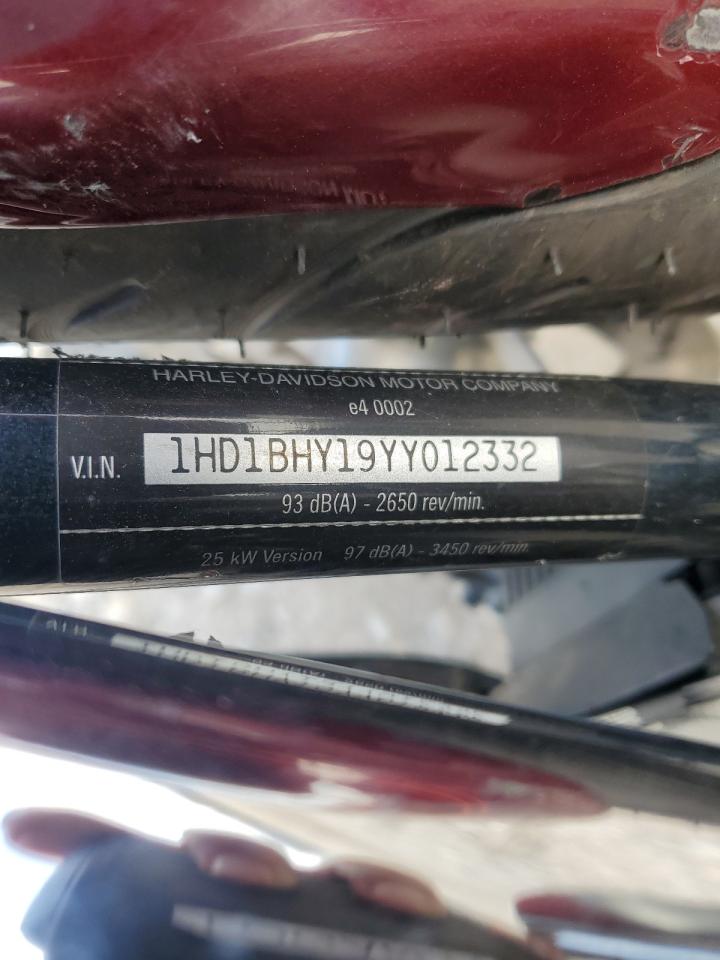 HARLEY-DAVIDSON MOTOR COMPANY
e4 0002
V.I.N. 1HD1BHY19YY012332
93 dB(A) - 2650 rev/min.
25 kW Version 97 dB(A) - 3450 rev/min.